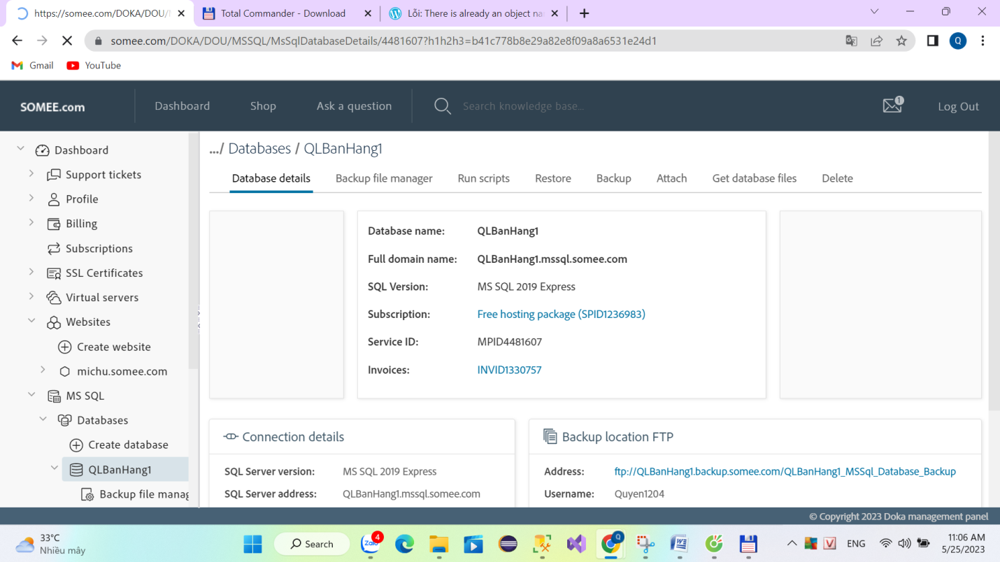 https://somee.com/DOKA/DOU/
Total Commander - Download
Lỗi: There is already an object na
somee.com/DOKA/DOU/MSSQL/MsSqlDatabaseDetails/4481607?h1h2h3=b41c778b8e29a82e8f09a8a6531e24d1
Q
Gmail
YouTube
SOMEE.com
Dashboard
Shop
Ask a question
Search knowledge base...
1
Log Out
Dashboard
Support tickets
Profile
Billing
Subscriptions
SSL Certificates
Virtual servers
Websites
Create website
michu.somee.com
MS SQL
Databases
Create database
QLBanHang1
Backup file manag
.../ Databases / QLBanHang1
Database details
Backup file manager
Run scripts
Restore
Backup
Attach
Get database files
Delete
Database name: QLBanHang1
Full domain name: QLBanHang1.mssql.somee.com
SQL Version: MS SQL 2019 Express
Subscription: Free hosting package (SPID1236983)
Service ID: MPID4481607
Invoices: INVID1330757
Connection details
SQL Server version: MS SQL 2019 Express
SQL Server address: QLBanHang1.mssql.somee.com
Backup location FTP
Address: ftp://QLBanHang1.backup.somee.com/QLBanHang1_MSSql_Database_Backup
Username: Quyen1204
© Copyright 2023 Doka management panel
33°C
Nhiều mây
Search
Zalo
4
Q
V
ENG
11:06 AM
5/25/2023